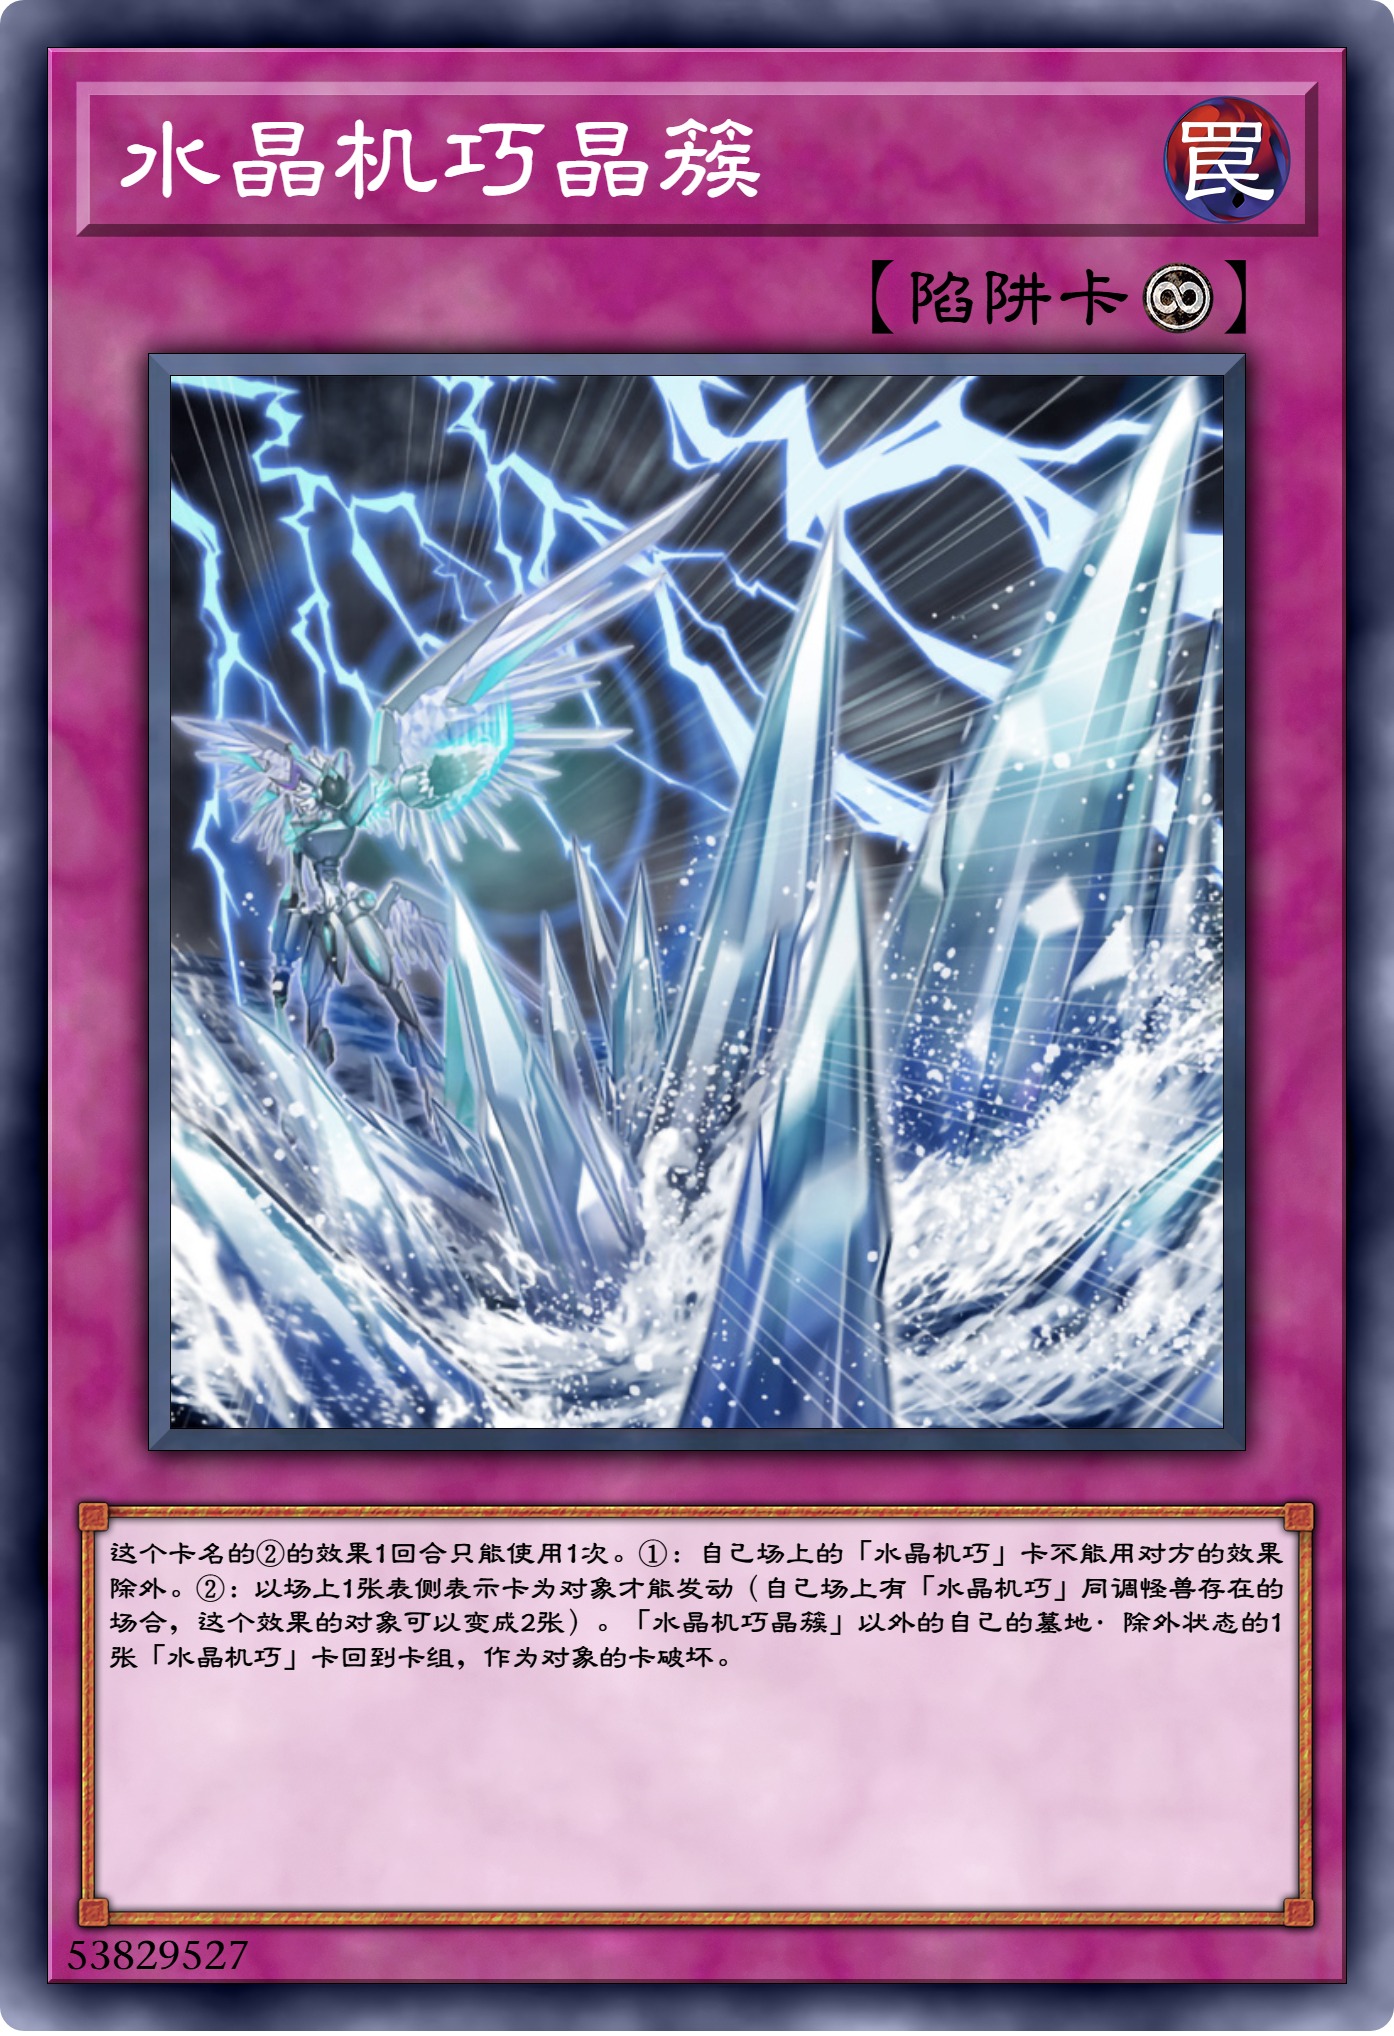 水晶机巧晶簇
罠
【陷阱卡♾】
这个卡名的②的效果1回合只能使用1次。①：自己场上的「水晶机巧」卡不能用对方的效果
除外。②：以场上1张表侧表示卡为对象才能发动（自己场上有「水晶机巧」同调怪兽存在的
场合，这个效果的对象可以变成2张）。「水晶机巧晶簇」以外的自己的墓地·除外状态的1
张「水晶机巧」卡回到卡组，作为对象的卡破坏。
53829527